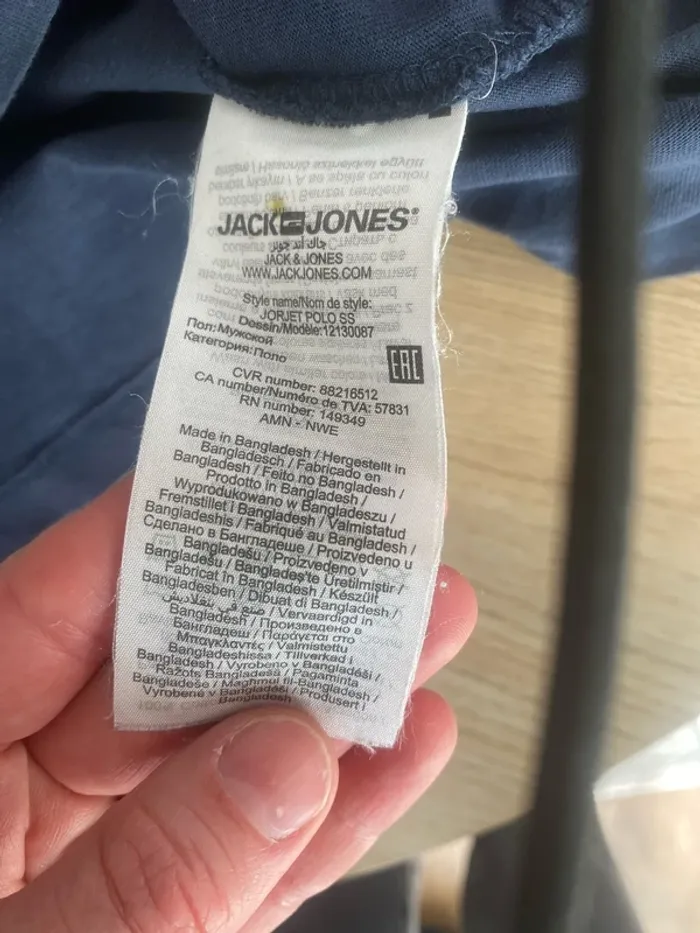 JACK & JONES®
جاك آند جونز
JACK & JONES
WWW.JACKJONES.COM
Style name/Nom de style:
JORJET POLO SS
Dessin/Modèle:12130087
Пол: Мужской
Категория: Поло
EAC
CVR number: 88216512
CA number/Numéro de TVA: 57831
RN number: 149349
AMN - NWE
Made in Bangladesh / Hergestellt in
Bangladesch / Fabricado en
Bangladesh / Feito no Bangladesh /
Prodotto in Bangladesh /
Wyprodukowano w Bangladeszu /
Fremstillet i Bangladesh / Valmistatud
Bangladeshis / Fabriqué au Bangladesh /
Сделано в Бангладеше / Proizvedeno u
Bangladešu / Proizvedeno v
Bangladešu / Bangladeş'te Üretilmiştir /
Fabricat în Bangladesh / Készült
Bangladesben / Dibuat di Bangladesh /
صنع في بنغلاديش / Vervaardigd in
Bangladesh / Произведено в
Бангладеш / Παράγεται στο
Μπαγκλαντές / Valmistettu
Bangladeshissa / Tillverkad i
Bangladesh / Vyrobeno v Bangladéši /
Ražots Bangladešā / Pagaminta
Bangladeše / Magħmul fil-Bangladesh /
Vyrobené v Bangladéši / Produsert i
Bangladesh